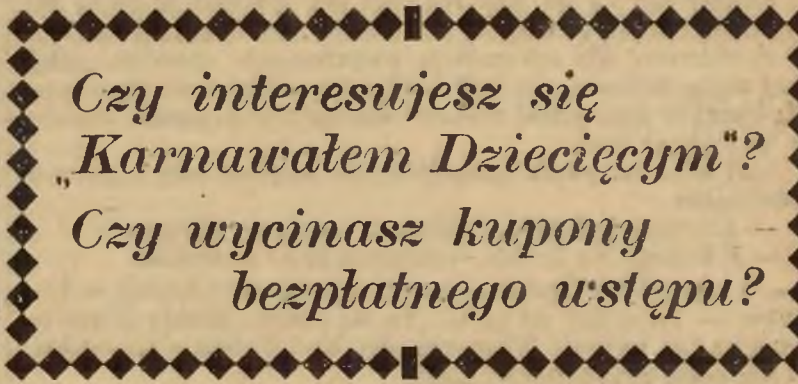 Czy interesujesz się
„Karnawałem Dziecięcym“?
Czy wycinasz kupony
bezpłatnego wstępu?